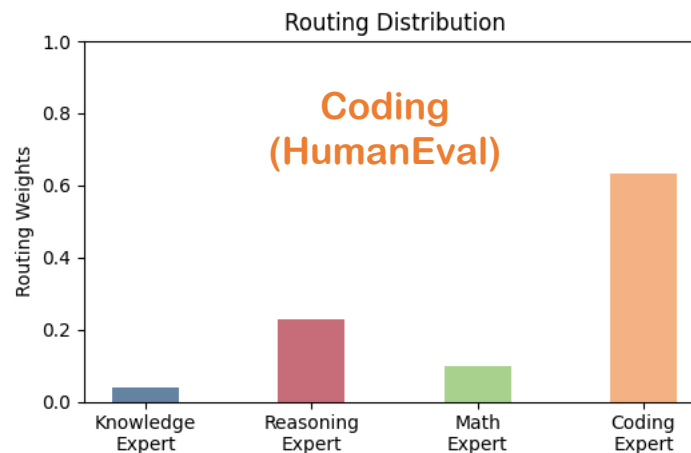 Routing Distribution
1.0
0.8
0.6
0.4
0.2
0.0
Routing Weights
Coding
(HumanEval)
Knowledge
Expert
Reasoning
Expert
Math
Expert
Coding
Expert